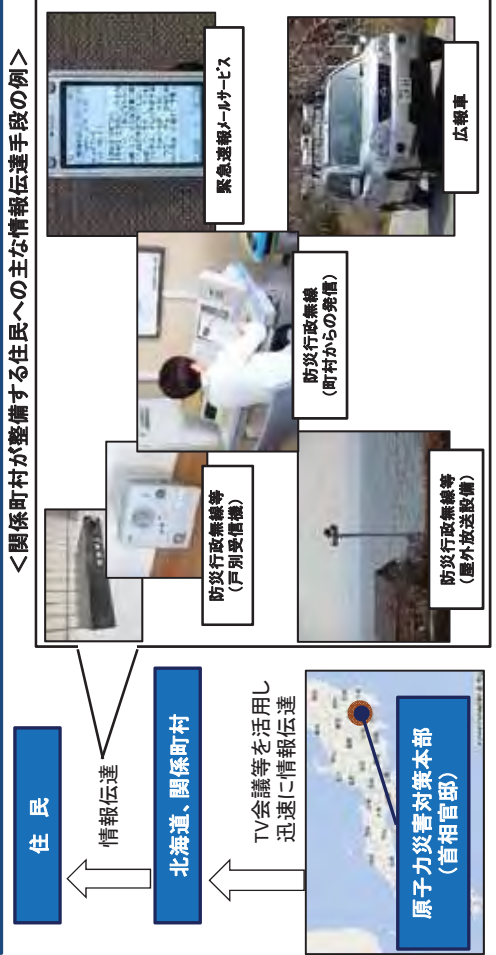 ＜関係町村が整備する住民への主な情報伝達手段の例＞
住　民
情報伝達
北海道、関係町村
TV会議等を活用し
迅速に情報伝達
原子力災害対策本部
（首相官邸）
防災行政無線等
（戸別受信機）
防災行政無線
（町村からの発信）
緊急速報メールサービス
防災行政無線等
（屋外放送設備）
広報車